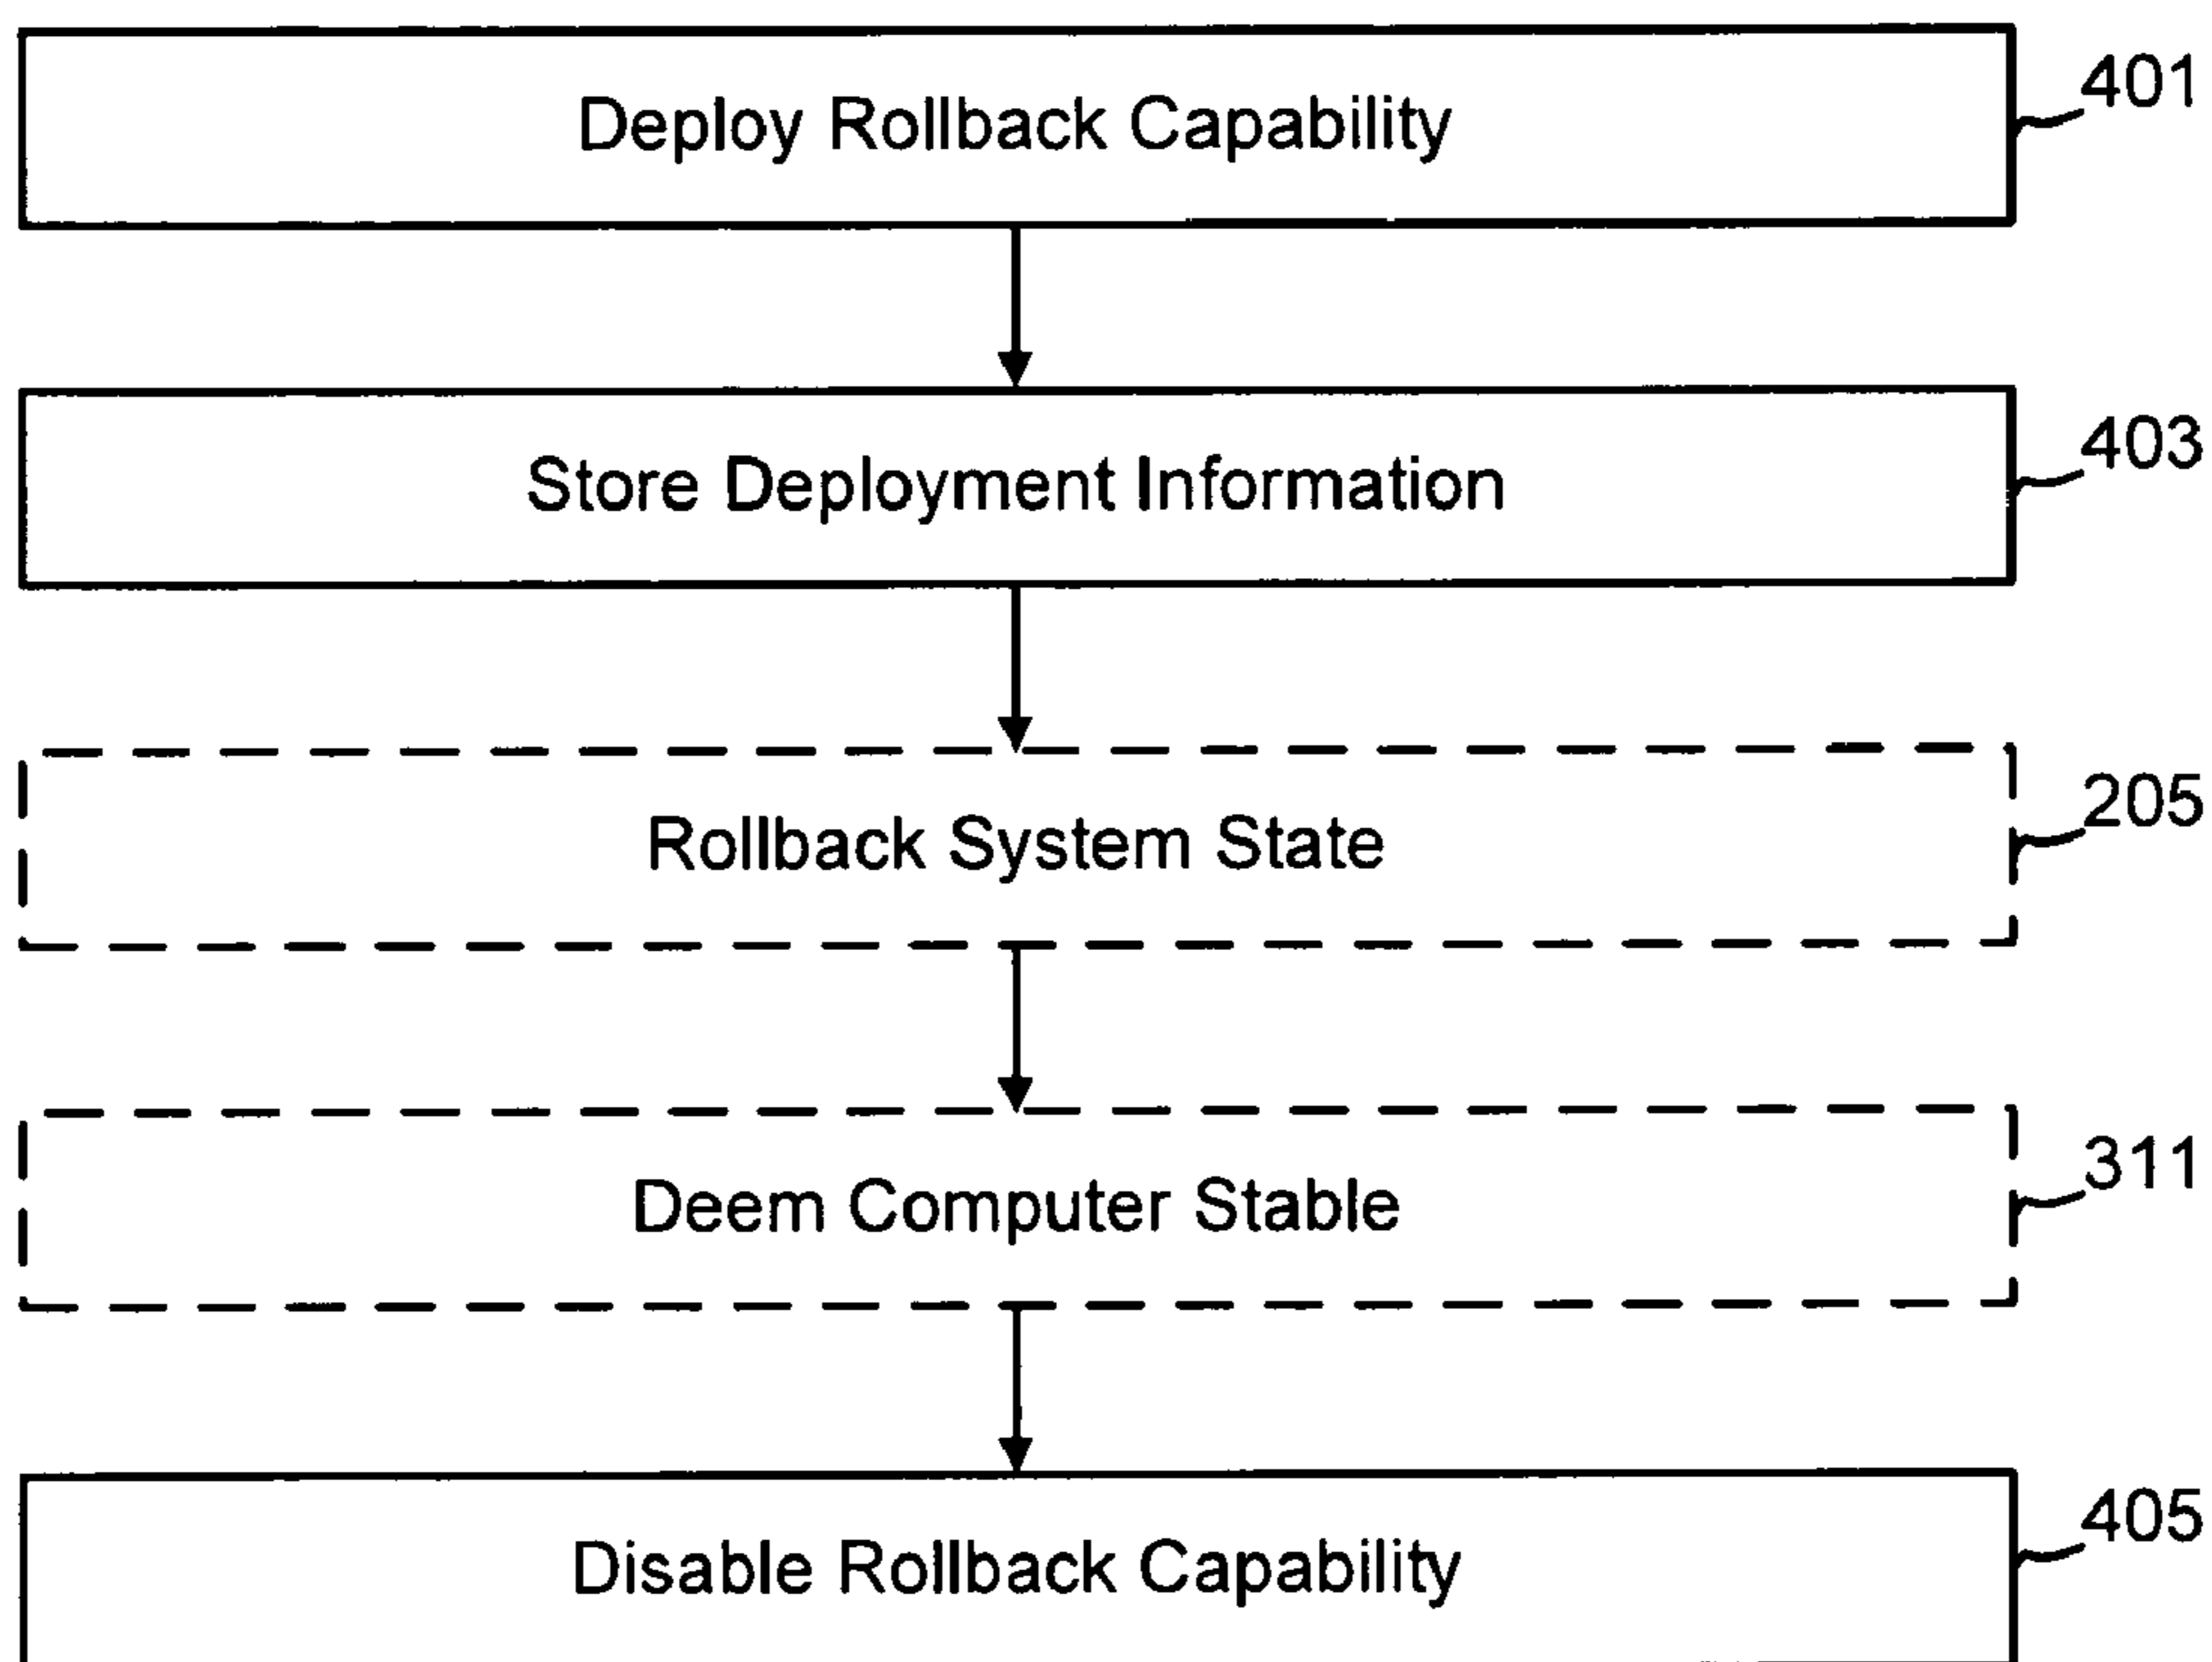 Deploy Rollback Capability
401
Store Deployment Information
403
Rollback System State
205
Deem Computer Stable
311
Disable Rollback Capability
405